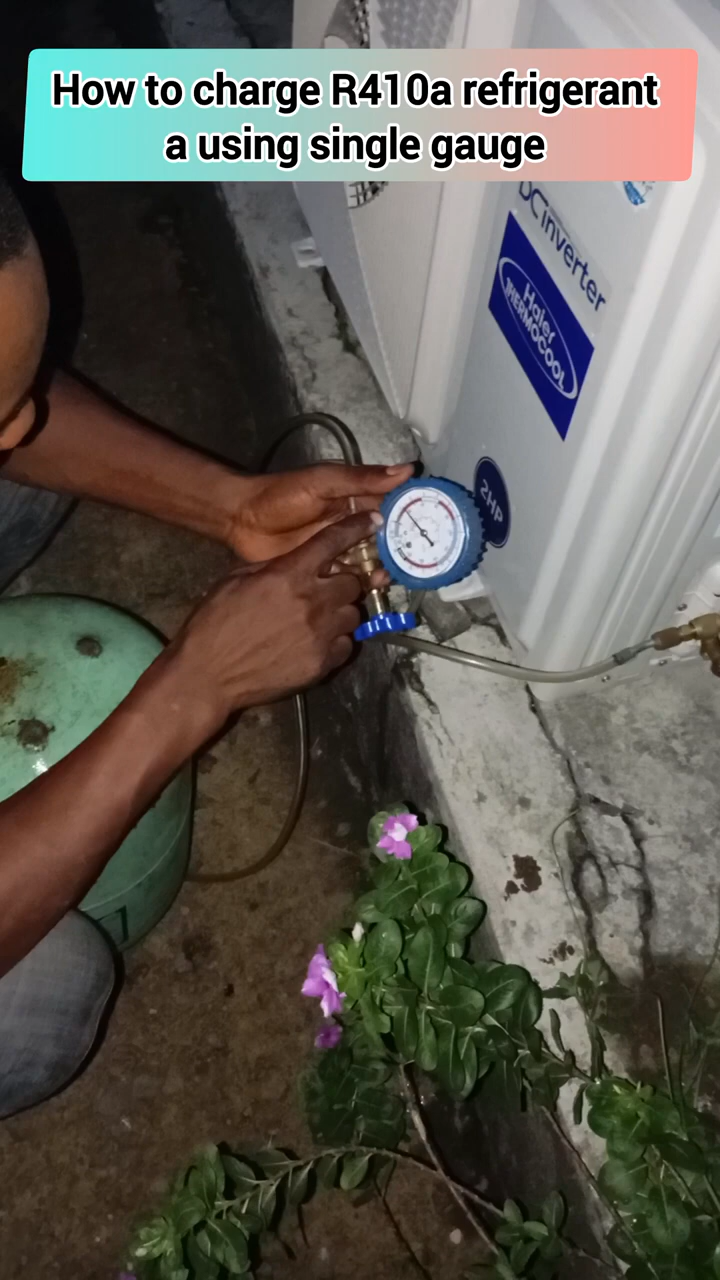 How to charge R410a refrigerant
a using single gauge
DC inverter
Haier
THERMOCOOL
2HP